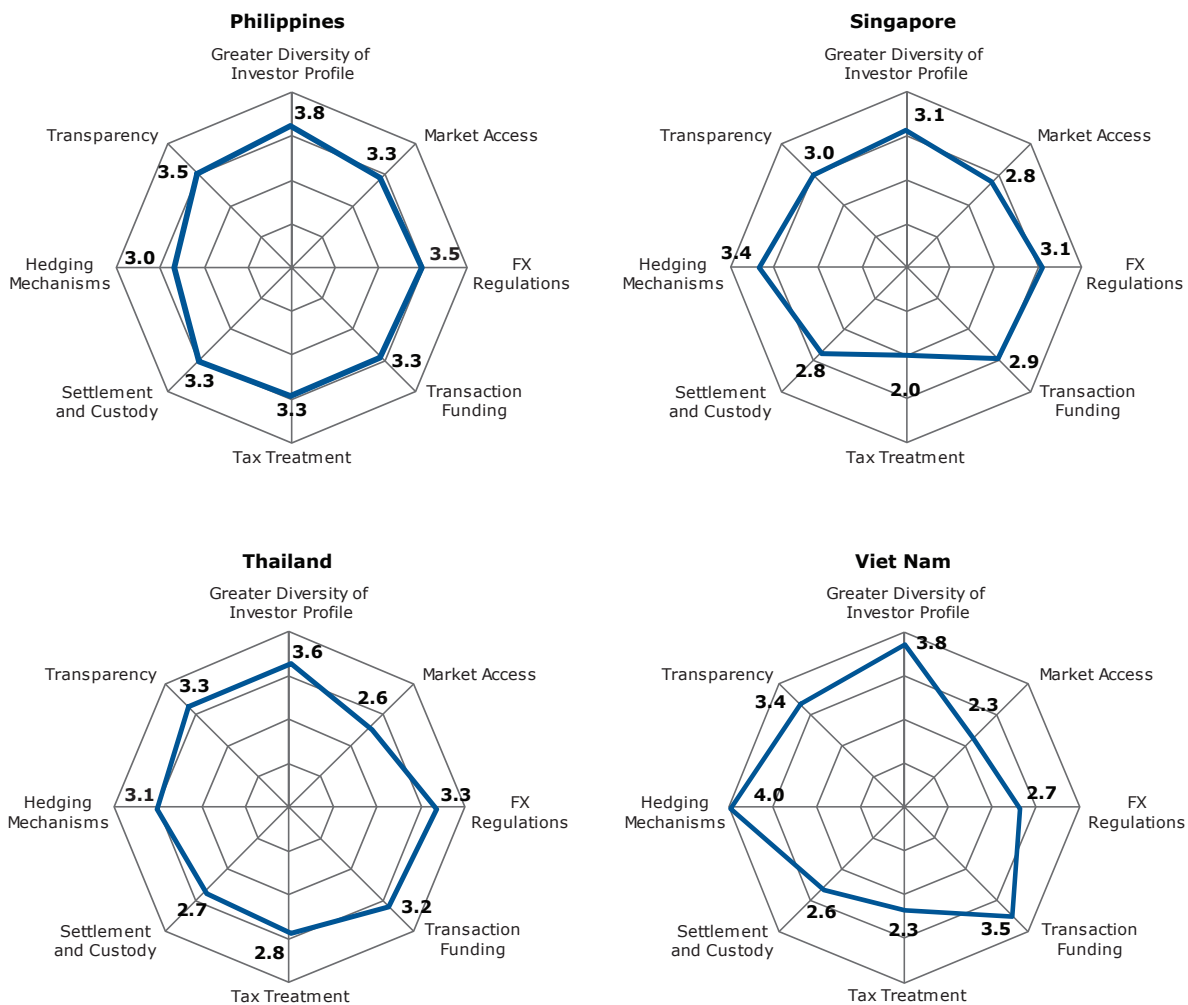 Philippines
Greater Diversity of
Investor Profile
3.8
Market Access
3.3
3.5
FX
Regulations
3.3
Transaction
Funding
3.3
Tax Treatment
3.3
Settlement
and Custody
3.0
Hedging
Mechanisms
3.5
Transparency
Singapore
Greater Diversity of
Investor Profile
3.1
Market Access
2.8
3.1
FX
Regulations
2.9
Transaction
Funding
2.0
Tax Treatment
2.8
Settlement
and Custody
3.4
Hedging
Mechanisms
3.0
Transparency
Thailand
Greater Diversity of
Investor Profile
3.6
Market Access
2.6
3.3
FX
Regulations
3.2
Transaction
Funding
2.8
Tax Treatment
2.7
Settlement
and Custody
3.1
Hedging
Mechanisms
3.3
Transparency
Viet Nam
Greater Diversity of
Investor Profile
3.8
Market Access
2.3
2.7
FX
Regulations
3.5
Transaction
Funding
2.3
Tax Treatment
2.6
Settlement
and Custody
4.0
Hedging
Mechanisms
3.4
Transparency